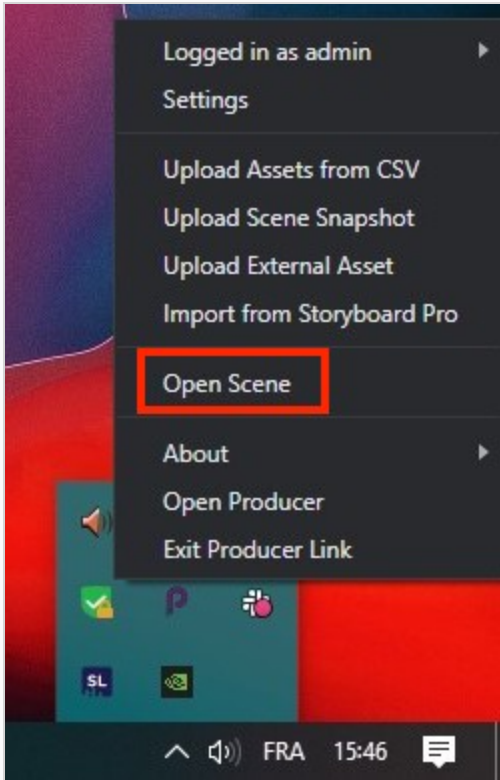 Logged in as admin
Settings
Upload Assets from CSV
Upload Scene Snapshot
Upload External Asset
Import from Storyboard Pro
Open Scene
About
Open Producer
Exit Producer Link
P
SL
FRA 15:46